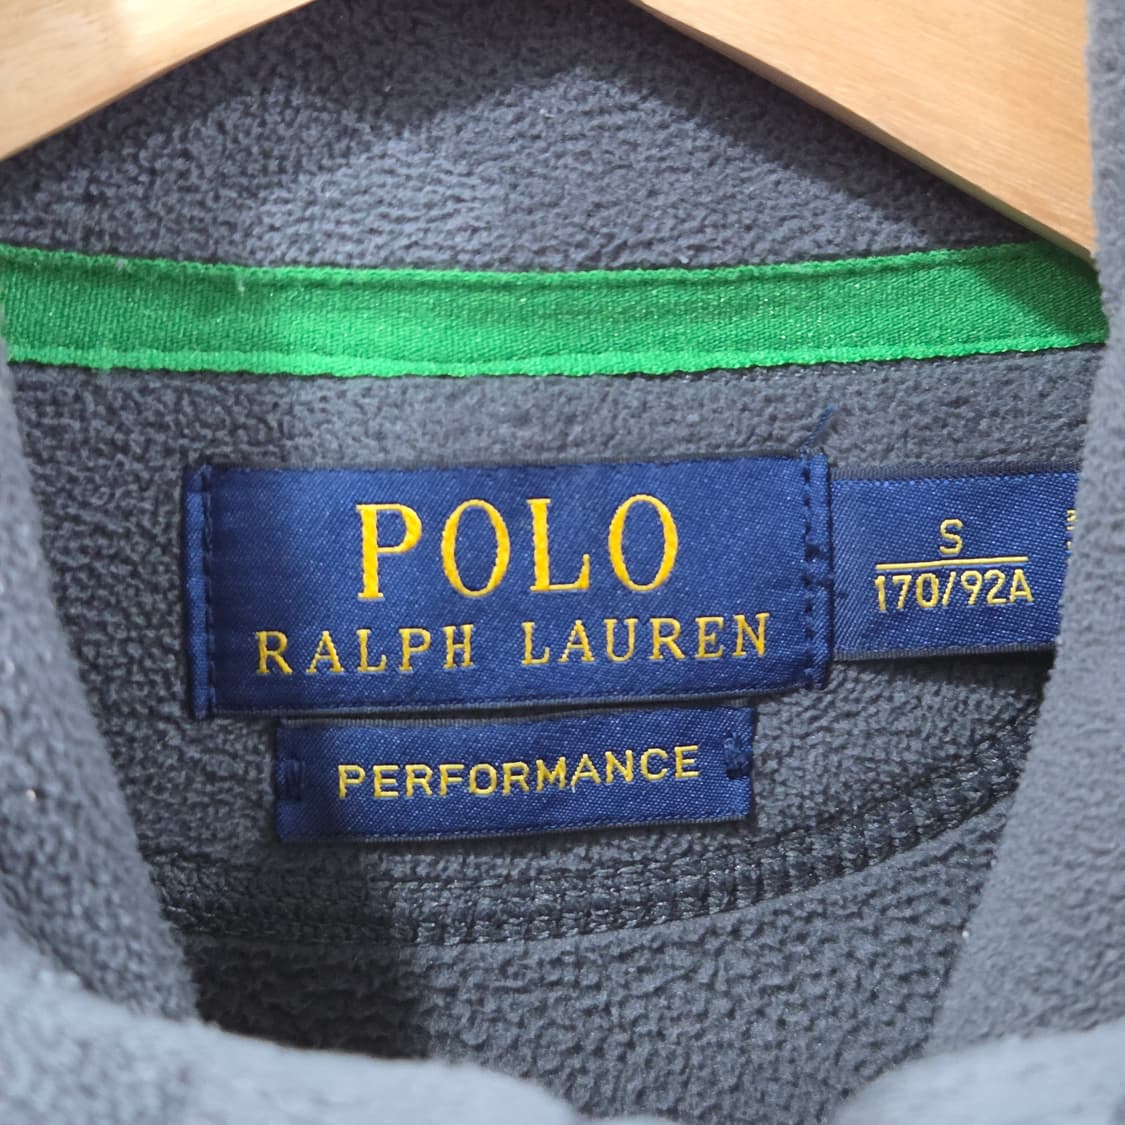 POLO
RALPH LAUREN
S
170/92A
PERFORMANCE